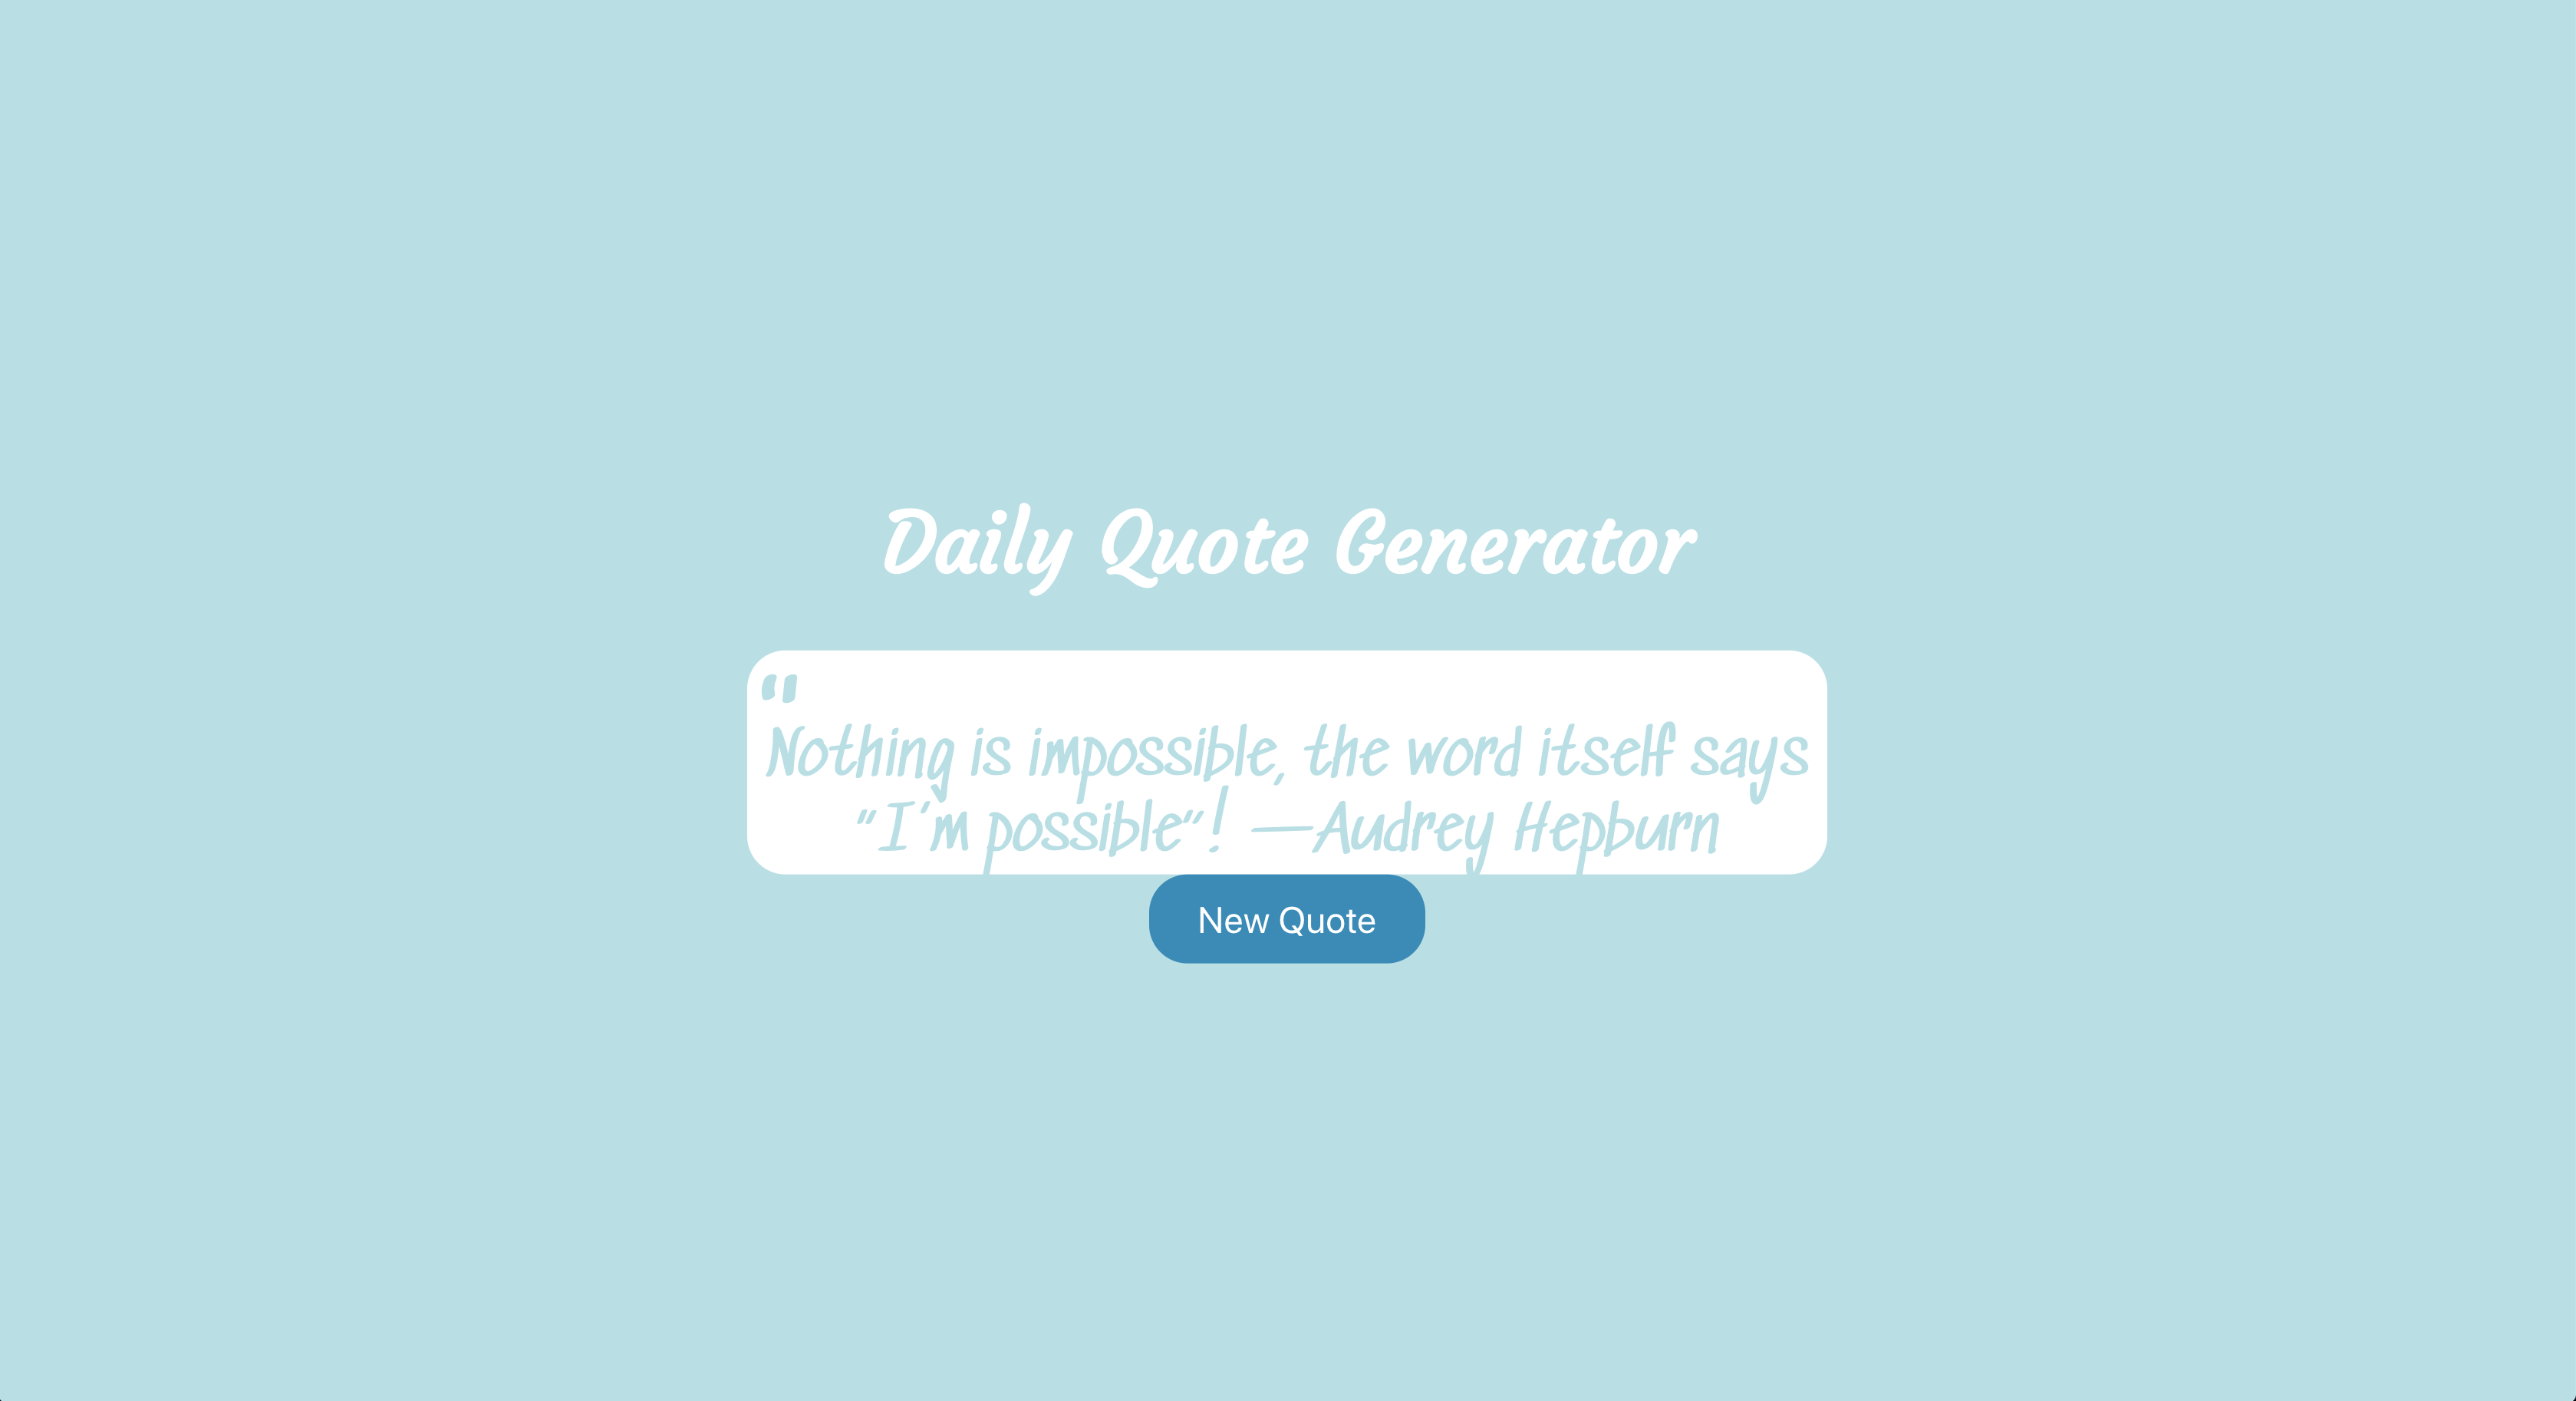 Daily Quote Generator
"
Nothing is impossible, the word itself says
“I’m possible”! —Audrey Hepburn
New Quote